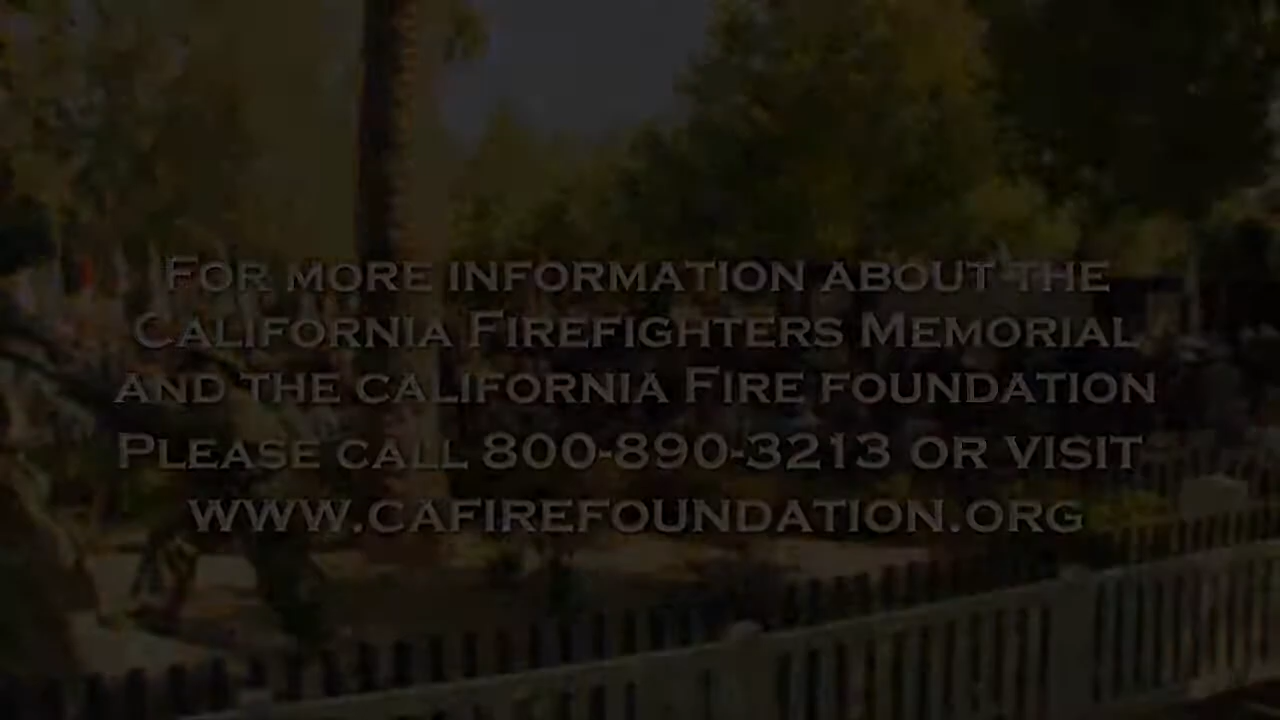 For more information about the
California Firefighters Memorial
and the california Fire foundation
Please call 800-890-3213 or visit
www.cafirefoundation.org